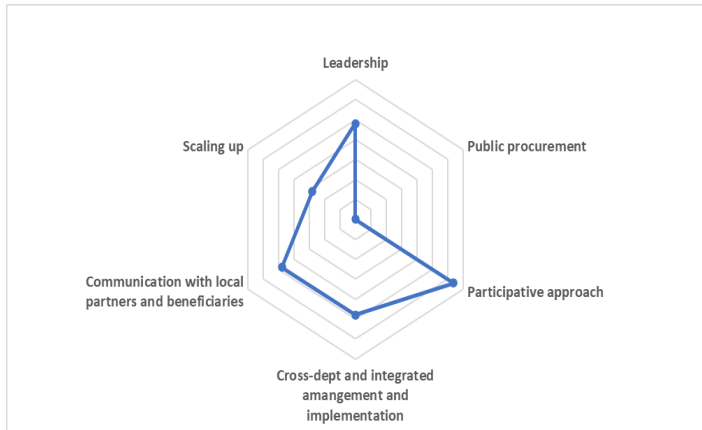 Leadership
Scaling up
Public procurement
Communication with local
partners and beneficiaries
Participative approach
Cross-dept and integrated
amangement and
implementation